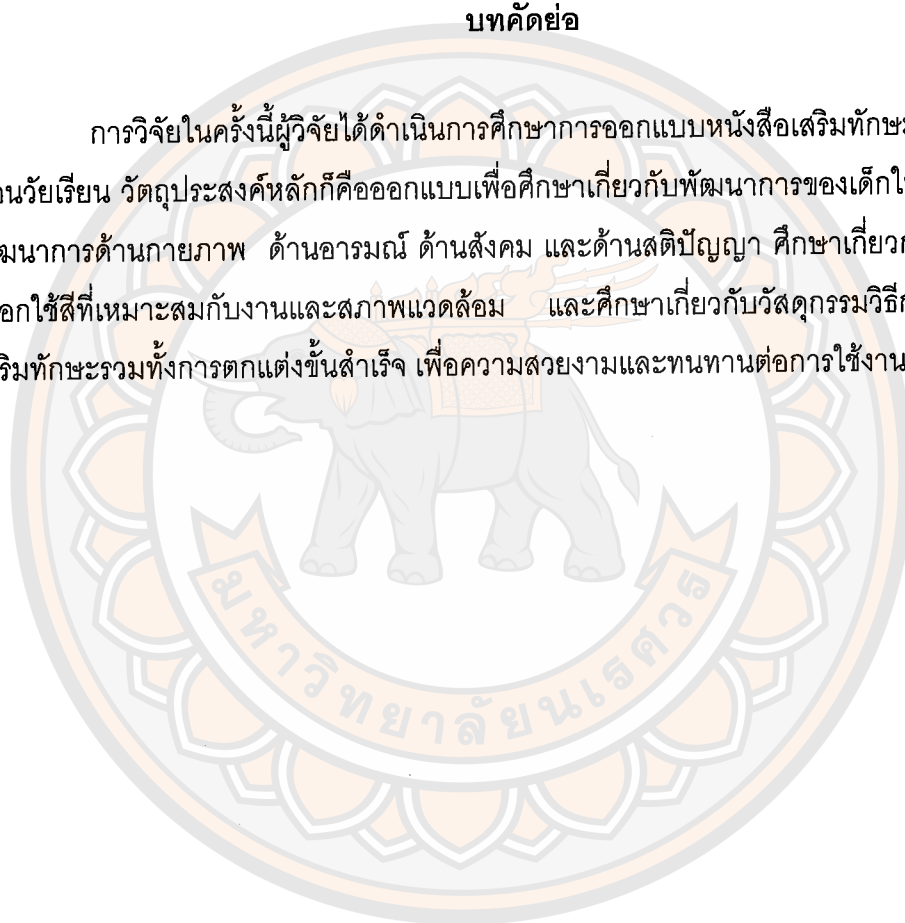 บทคัดย่อ
การวิจัยในครั้งนี้ผู้วิจัยได้ดำเนินการศึกษาการออกแบบหนังสือเสริมทักษะ
วัยเรียน วัตถุประสงค์หลักก็คือออกแบบเพื่อศึกษาเกี่ยวกับพัฒนาการของเด็กใ
ฒนาการด้านกายภาพ ด้านอารมณ์ ด้านสังคม และด้านสติปัญญา ศึกษาเกี่ยวก
อกใช้สีที่เหมาะสมกับงานและสภาพแวดล้อม และศึกษาเกี่ยวกับวัสดุกรรมวิธีก
ริมทักษะรวมทั้งการตกแต่งขั้นสำเร็จ เพื่อความสวยงามและทนทานต่อการใช้งาน
มหาวิทยาลัยนเรศวร